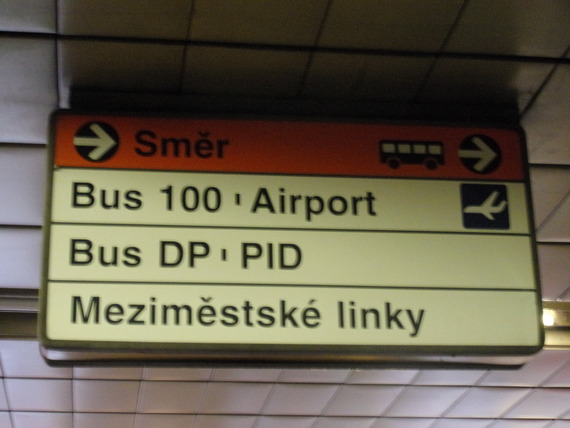 Směr
Bus 100 ı Airport
Bus DP ı PID
Meziměstské linky